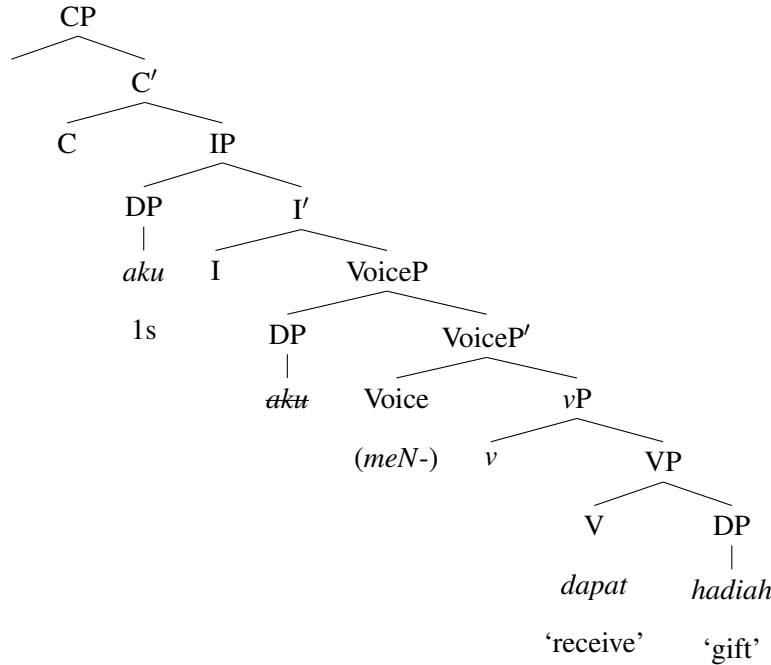 CP
C′
C IP
DP I′
aku I VoiceP
1s DP VoiceP′
aku Voice vP
(meN-) v VP
V DP
dapat hadiah
‘receive’ ‘gift’